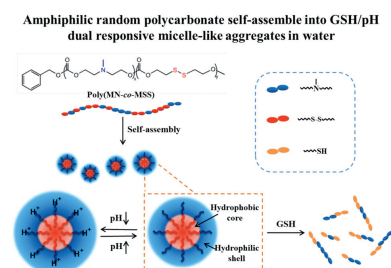 Amphiphilic random polycarbonate self-assemble into GSH/pH
dual responsive micelle-like aggregates in water
Poly(MN-co-MSS)
Self-assembly
N
S-S
SH
pH
pH
H+
H+
H+
H+
H+
H+
Hydrophobic
core
Hydrophilic
shell
GSH